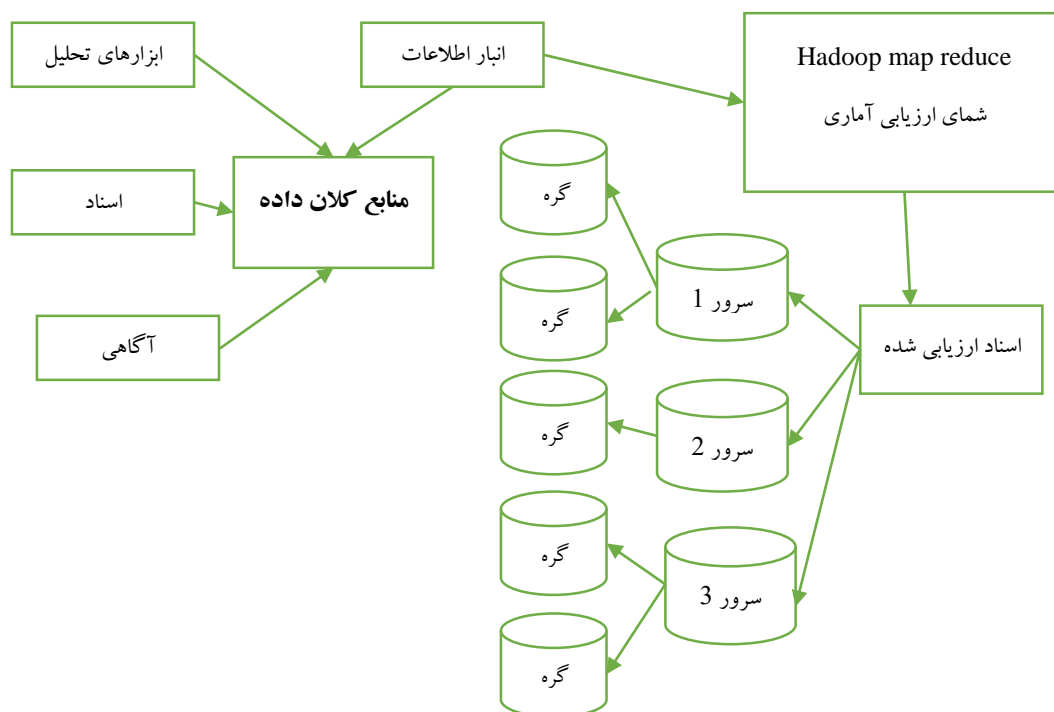 ابزارهای تحلیل
انبار اطلاعات
Hadoop map reduce
شمای ارزیابی آماری
اسناد
منابع کلان داده
آگاهی
گره
گره
گره
گره
گره
سرور 1
سرور 2
سرور 3
اسناد ارزیابی شده